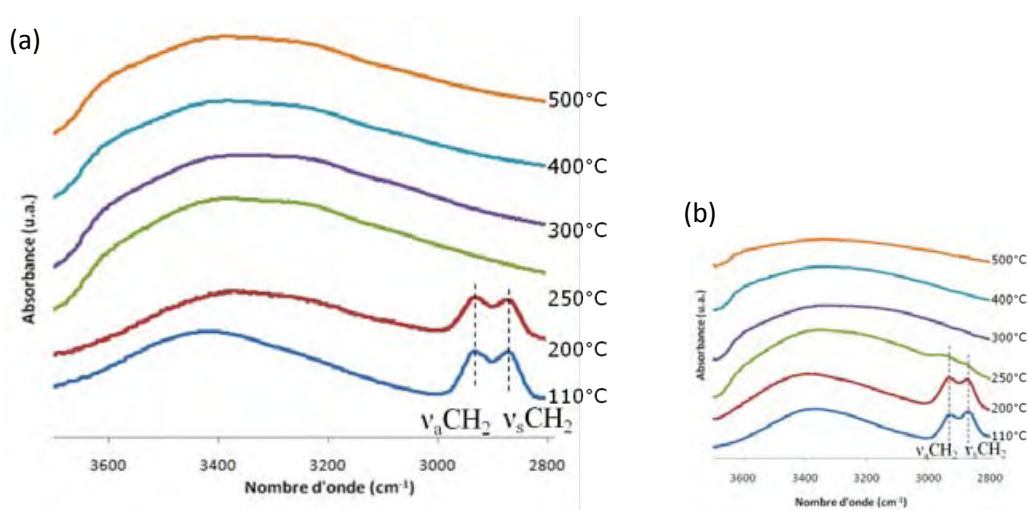 (a)
500°C
400°C
300°C
250°C
200°C
110°C
νₐCH₂ νₛCH₂
Absorbance (u.a.)
3600 3400 3200 3000 2800
Nombre d'onde (cm⁻¹)
(b)
500°C
400°C
300°C
250°C
200°C
110°C
νₐCH₂ νₛCH₂
Absorbance (u.a.)
3600 3400 3200 3000 2800
Nombre d'onde (cm⁻¹)